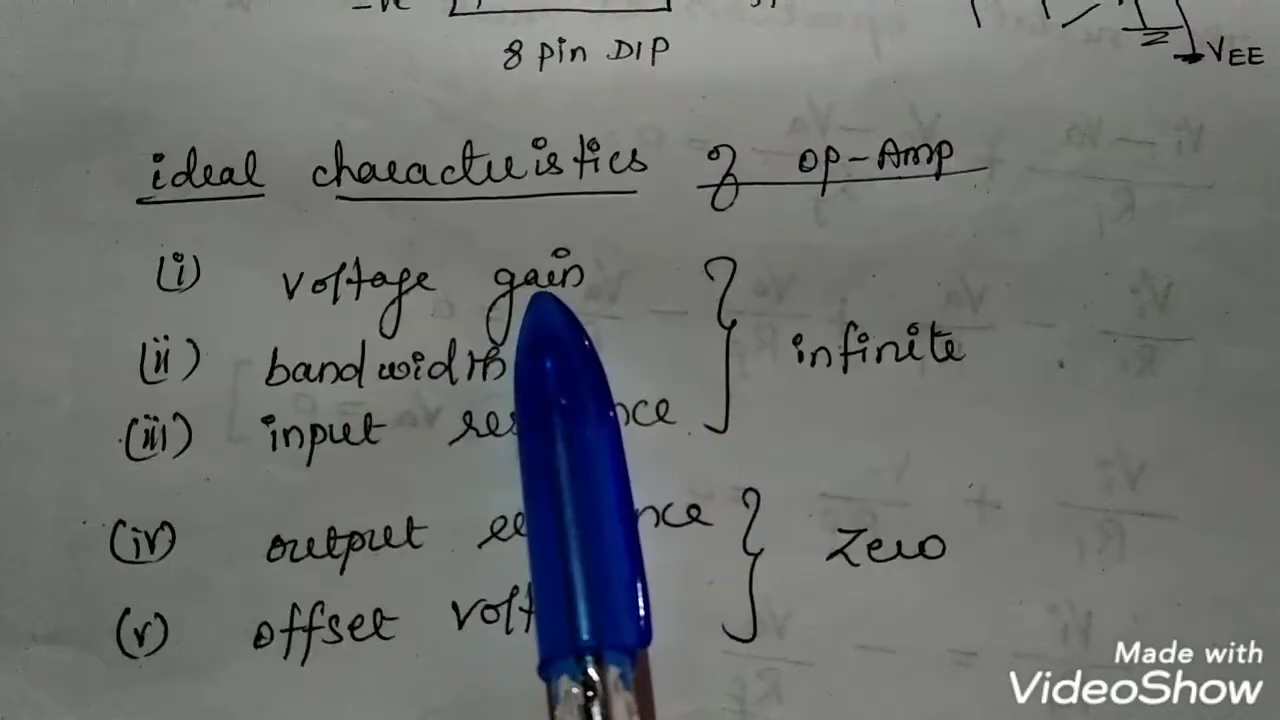 8 pin DIP
VEE
ideal characteristics of op-Amp
(i) voltage gain
(ii) bandwidth
(iii) input
infinite
(iv) output
(v) offset
Zero
Made with
VideoShow